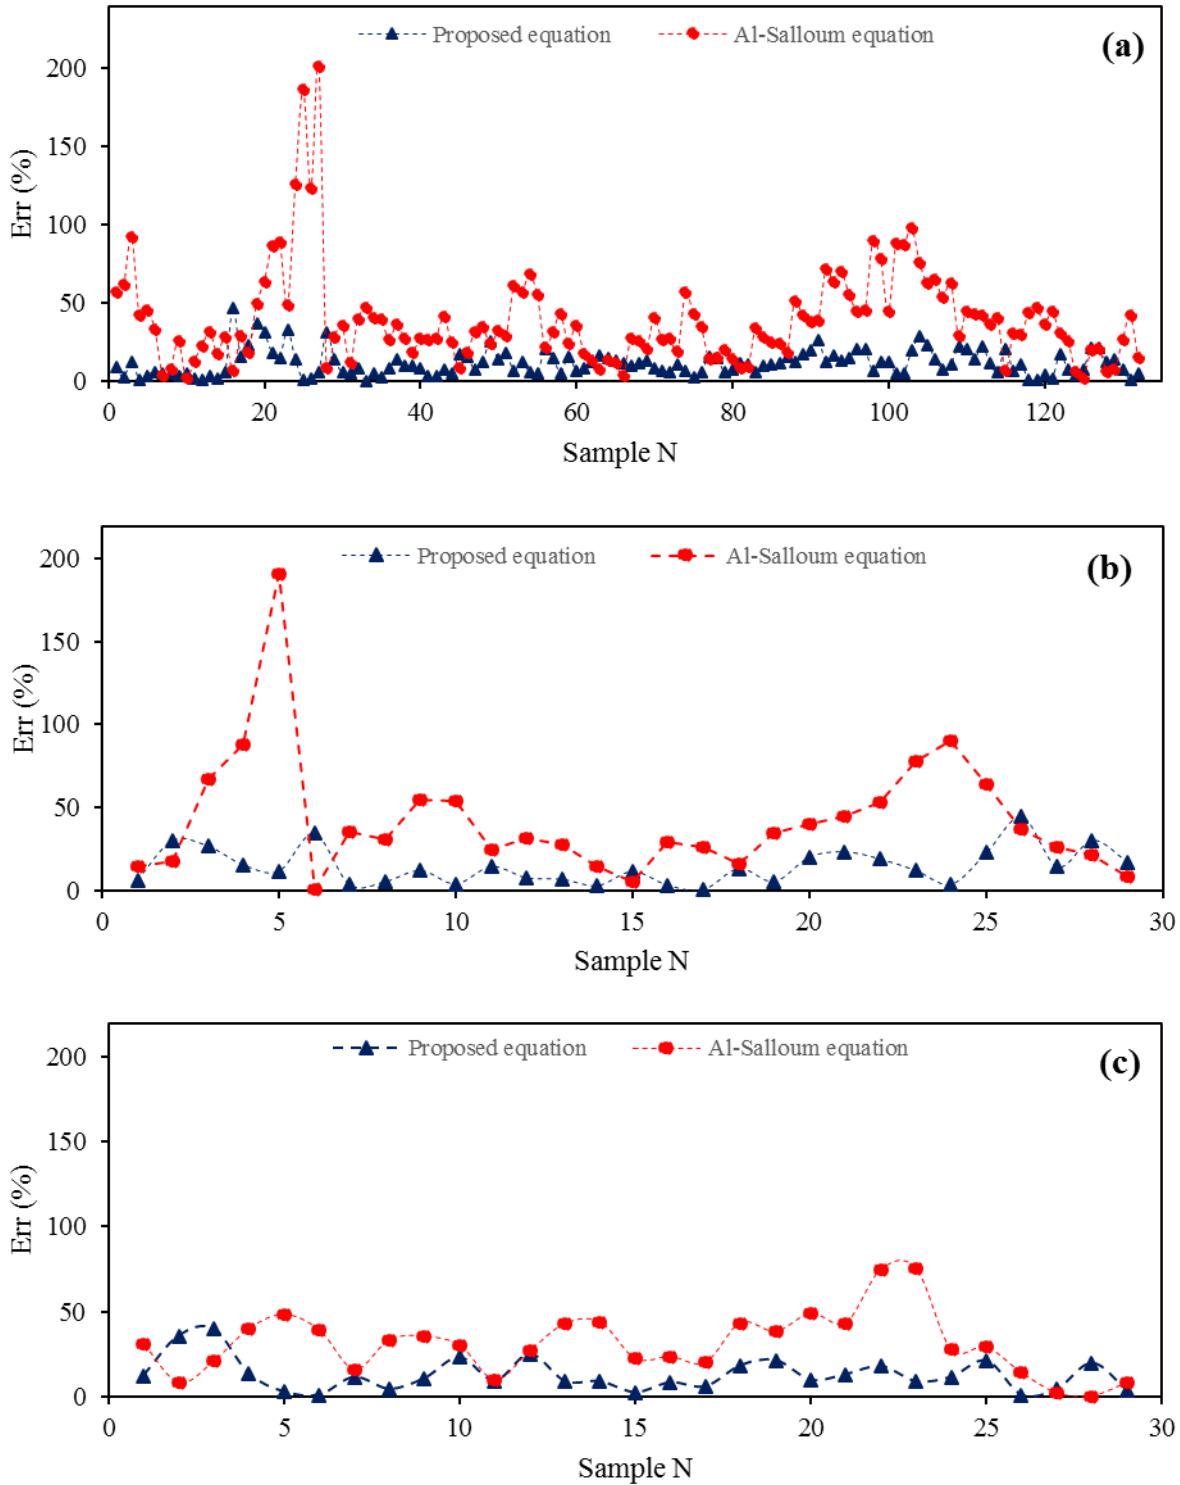 Proposed equation Al-Salloum equation (a)
200
150
100
50
0
Err (%)
0 20 40 60 80 100 120
Sample N
Proposed equation Al-Salloum equation (b)
200
150
100
50
0
Err (%)
0 5 10 15 20 25 30
Sample N
Proposed equation Al-Salloum equation (c)
200
150
100
50
0
Err (%)
0 5 10 15 20 25 30
Sample N